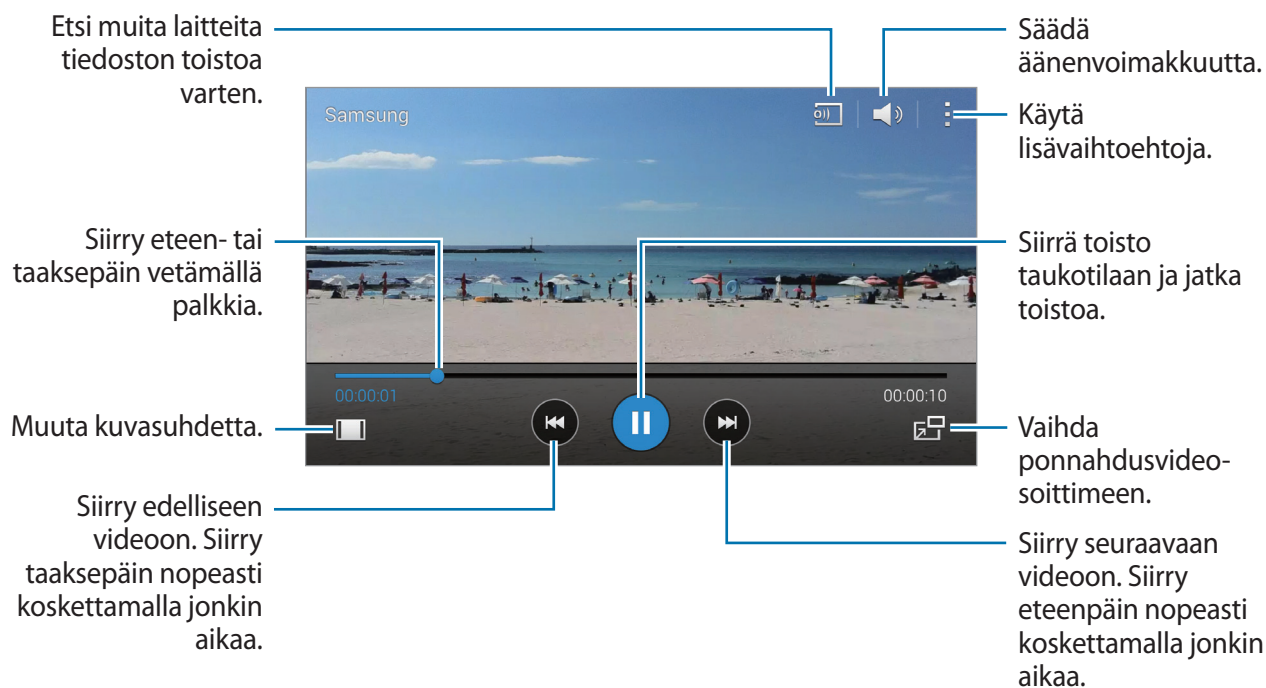 Etsi muita laitteita
tiedoston toistoa
varten.
Säädä
äänenvoimakkuutta.
Samsung
Käytä
lisävaihtoehtoja.
Siirry eteen- tai
taaksepäin vetämällä
palkkia.
Siirrä toisto
taukotilaan ja jatka
toistoa.
00:00:01
00:00:10
Muuta kuvasuhdetta.
Vaihda
ponnahdusvideo-
soittimeen.
Siirry edelliseen
videoon. Siirry
taaksepäin nopeasti
koskettamalla jonkin
aikaa.
Siirry seuraavaan
videoon. Siirry
eteenpäin nopeasti
koskettamalla jonkin
aikaa.